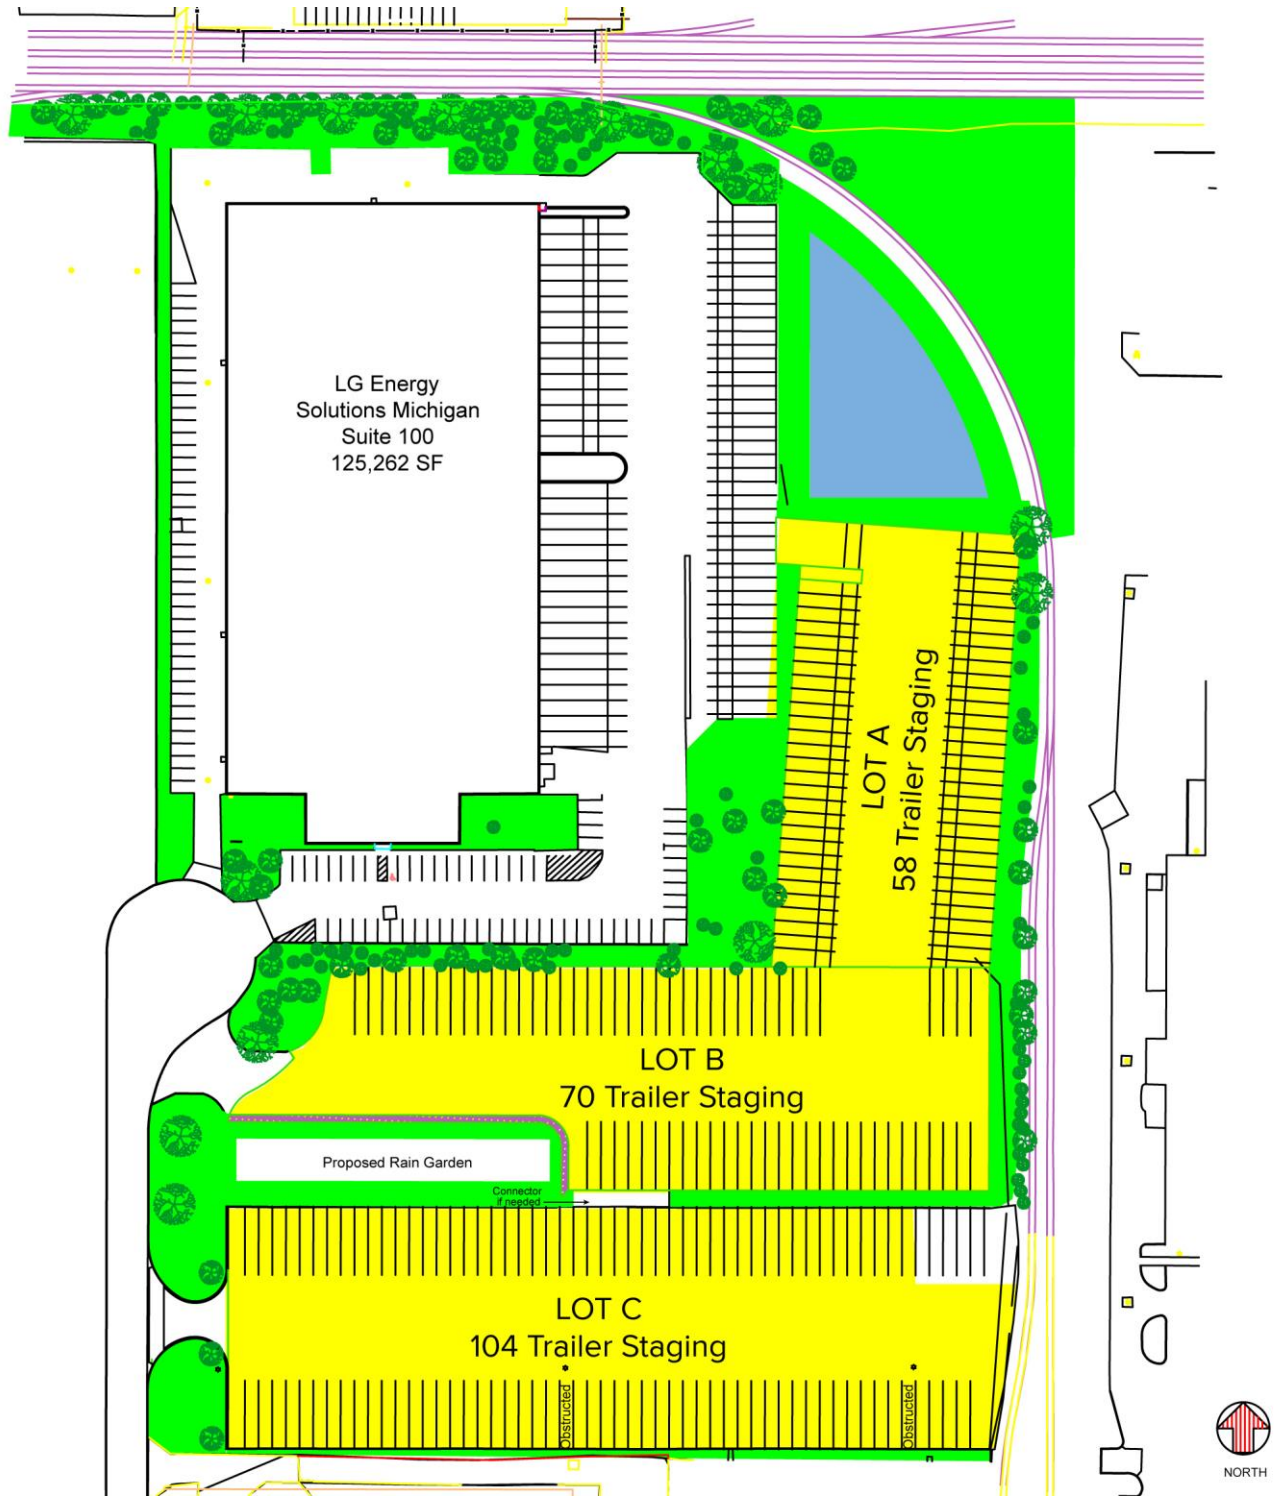 LG Energy
Solutions Michigan
Suite 100
125,262 SF
LOT A
58 Trailer Staging
LOT B
70 Trailer Staging
Proposed Rain Garden
Connector
if needed
LOT C
104 Trailer Staging
Obstructed
Obstructed
NORTH